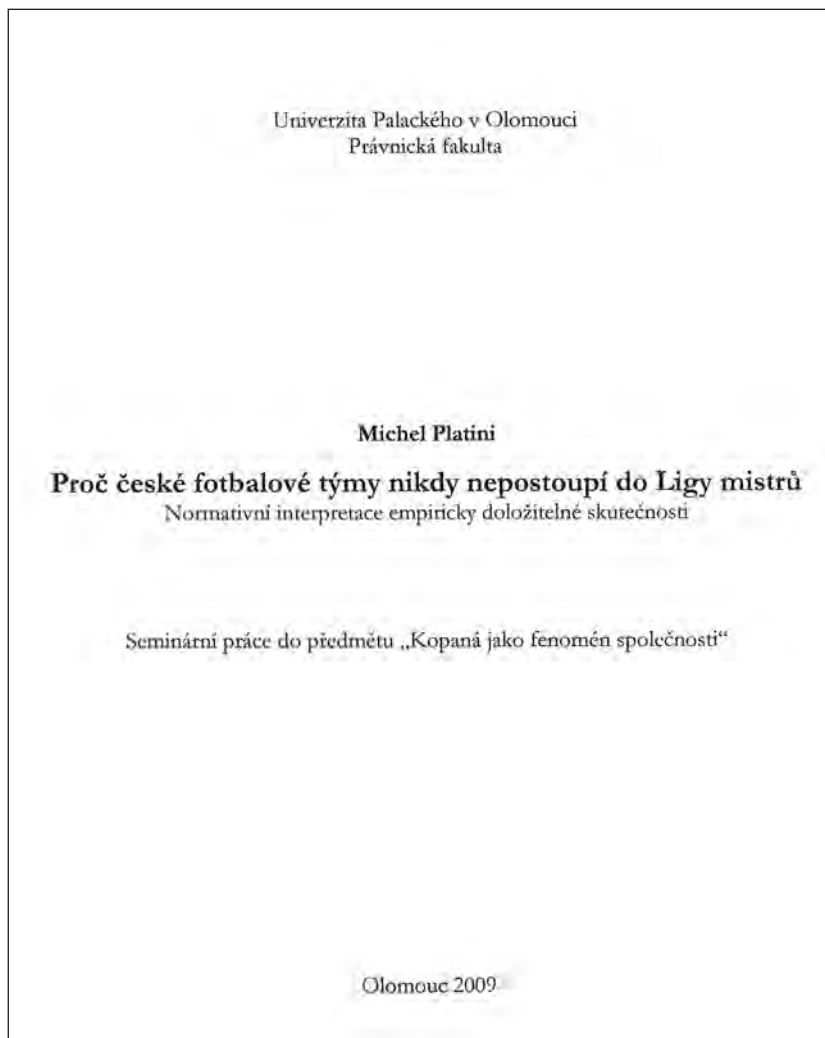 Univerzita Palackého v Olomouci
Právnická fakulta
Michel Platini
Proč české fotbalové týmy nikdy nepostoupí do Ligy mistrů
Normativní interpretace empiricky doložitelné skutečnosti
Seminární práce do předmětu „Kopaná jako fenomén společnosti“
Olomouc 2009